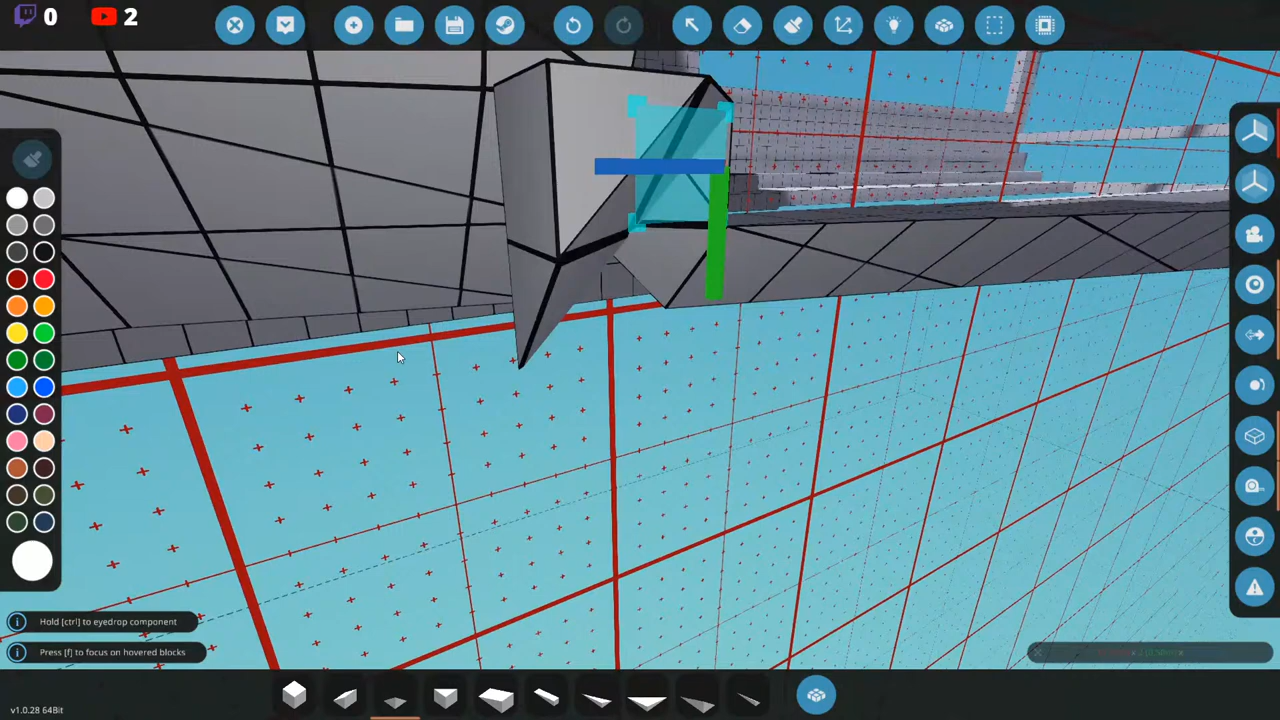 0
2
Hold [ctrl] to eyedrop component
Press [f] to focus on hovered blocks
v1.0.28 64Bit